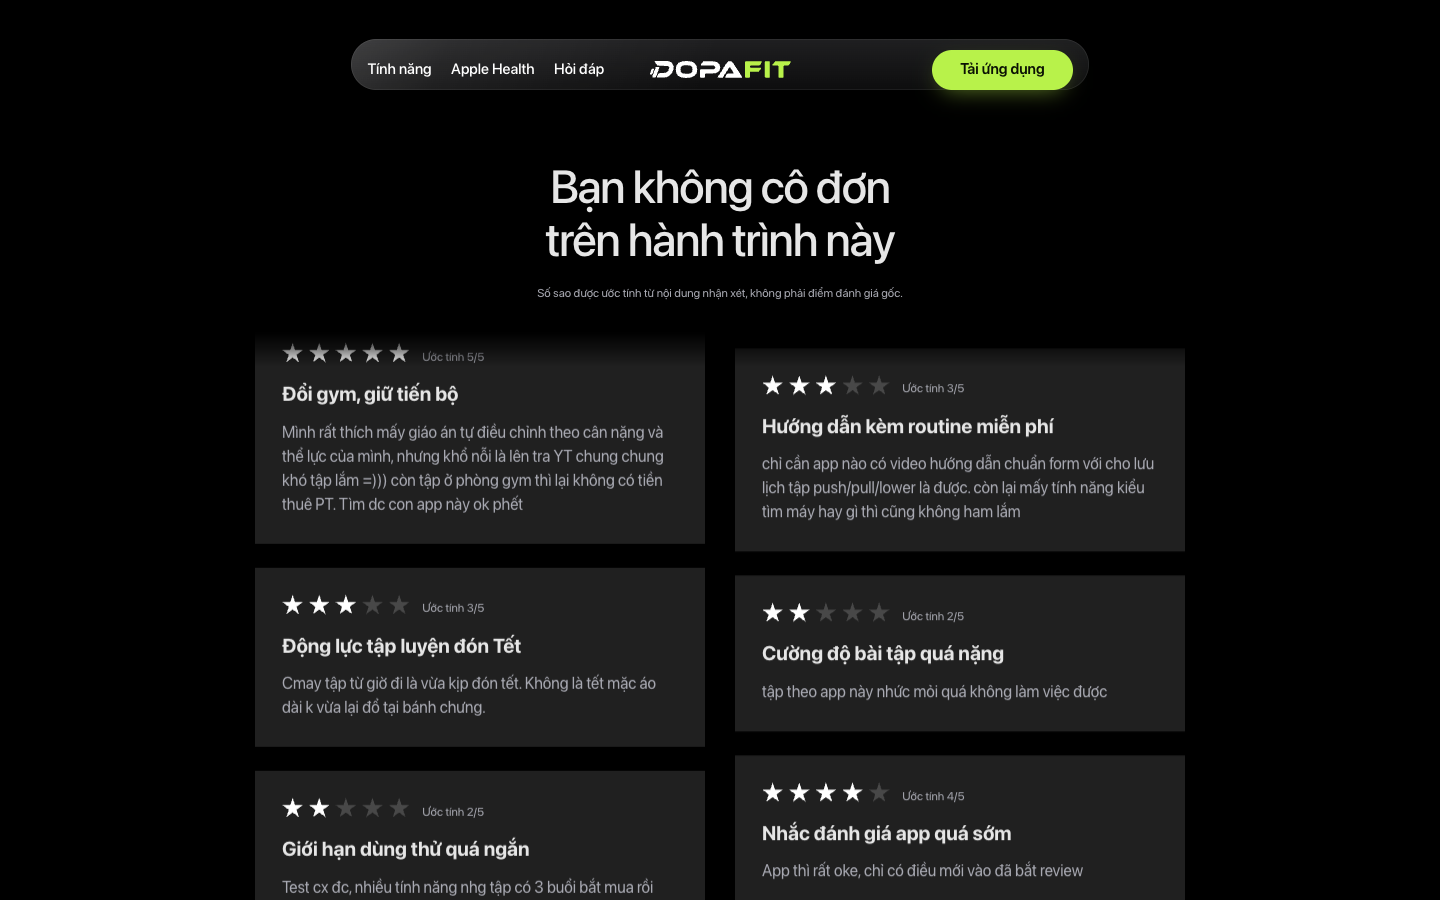 Tính năng Apple Health Hỏi đáp DOPAFIT Tải ứng dụng
Bạn không cô đơn
trên hành trình này
Số sao được ước tính từ nội dung nhận xét, không phải điểm đánh giá gốc.
Ước tính 5/5
Đổi gym, giữ tiến bộ
Mình rất thích mấy giáo án tự điều chỉnh theo cân nặng và
thể lực của mình, nhưng khổ nỗi là lên tra YT chung chung
khó tập lắm =))) còn tập ở phòng gym thì lại không có tiền
thuê PT. Tìm dc con app này ok phết
Ước tính 3/5
Động lực tập luyện đón Tết
Cmay tập từ giờ đi là vừa kịp đón tết. Không là tết mặc áo
dài k vừa lại đổ tại bánh chưng.
Ước tính 2/5
Giới hạn dùng thử quá ngắn
Test cx đc, nhiều tính năng nhg tập có 3 buổi bắt mua rồi
Ước tính 3/5
Hướng dẫn kèm routine miễn phí
chỉ cần app nào có video hướng dẫn chuẩn form với cho lưu
lịch tập push/pull/lower là được. còn lại mấy tính năng kiểu
tìm máy hay gì thì cũng không ham lắm
Ước tính 2/5
Cường độ bài tập quá nặng
tập theo app này nhức mỏi quá không làm việc được
Ước tính 4/5
Nhắc đánh giá app quá sớm
App thì rất oke, chỉ có điều mới vào đã bắt review